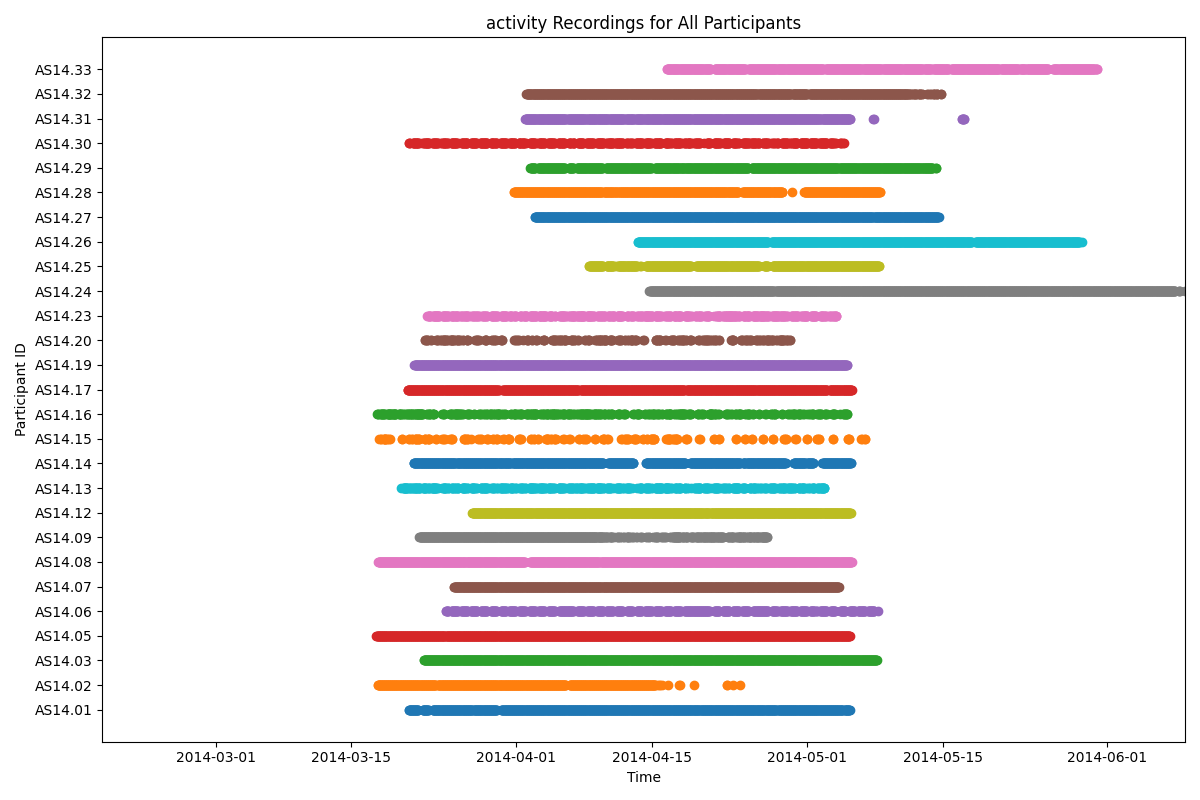 activity Recordings for All Participants
Participant ID
AS14.33
AS14.32
AS14.31
AS14.30
AS14.29
AS14.28
AS14.27
AS14.26
AS14.25
AS14.24
AS14.23
AS14.20
AS14.19
AS14.17
AS14.16
AS14.15
AS14.14
AS14.13
AS14.12
AS14.09
AS14.08
AS14.07
AS14.06
AS14.05
AS14.03
AS14.02
AS14.01
2014-03-01 2014-03-15 2014-04-01 2014-04-15 2014-05-01 2014-05-15 2014-06-01
Time